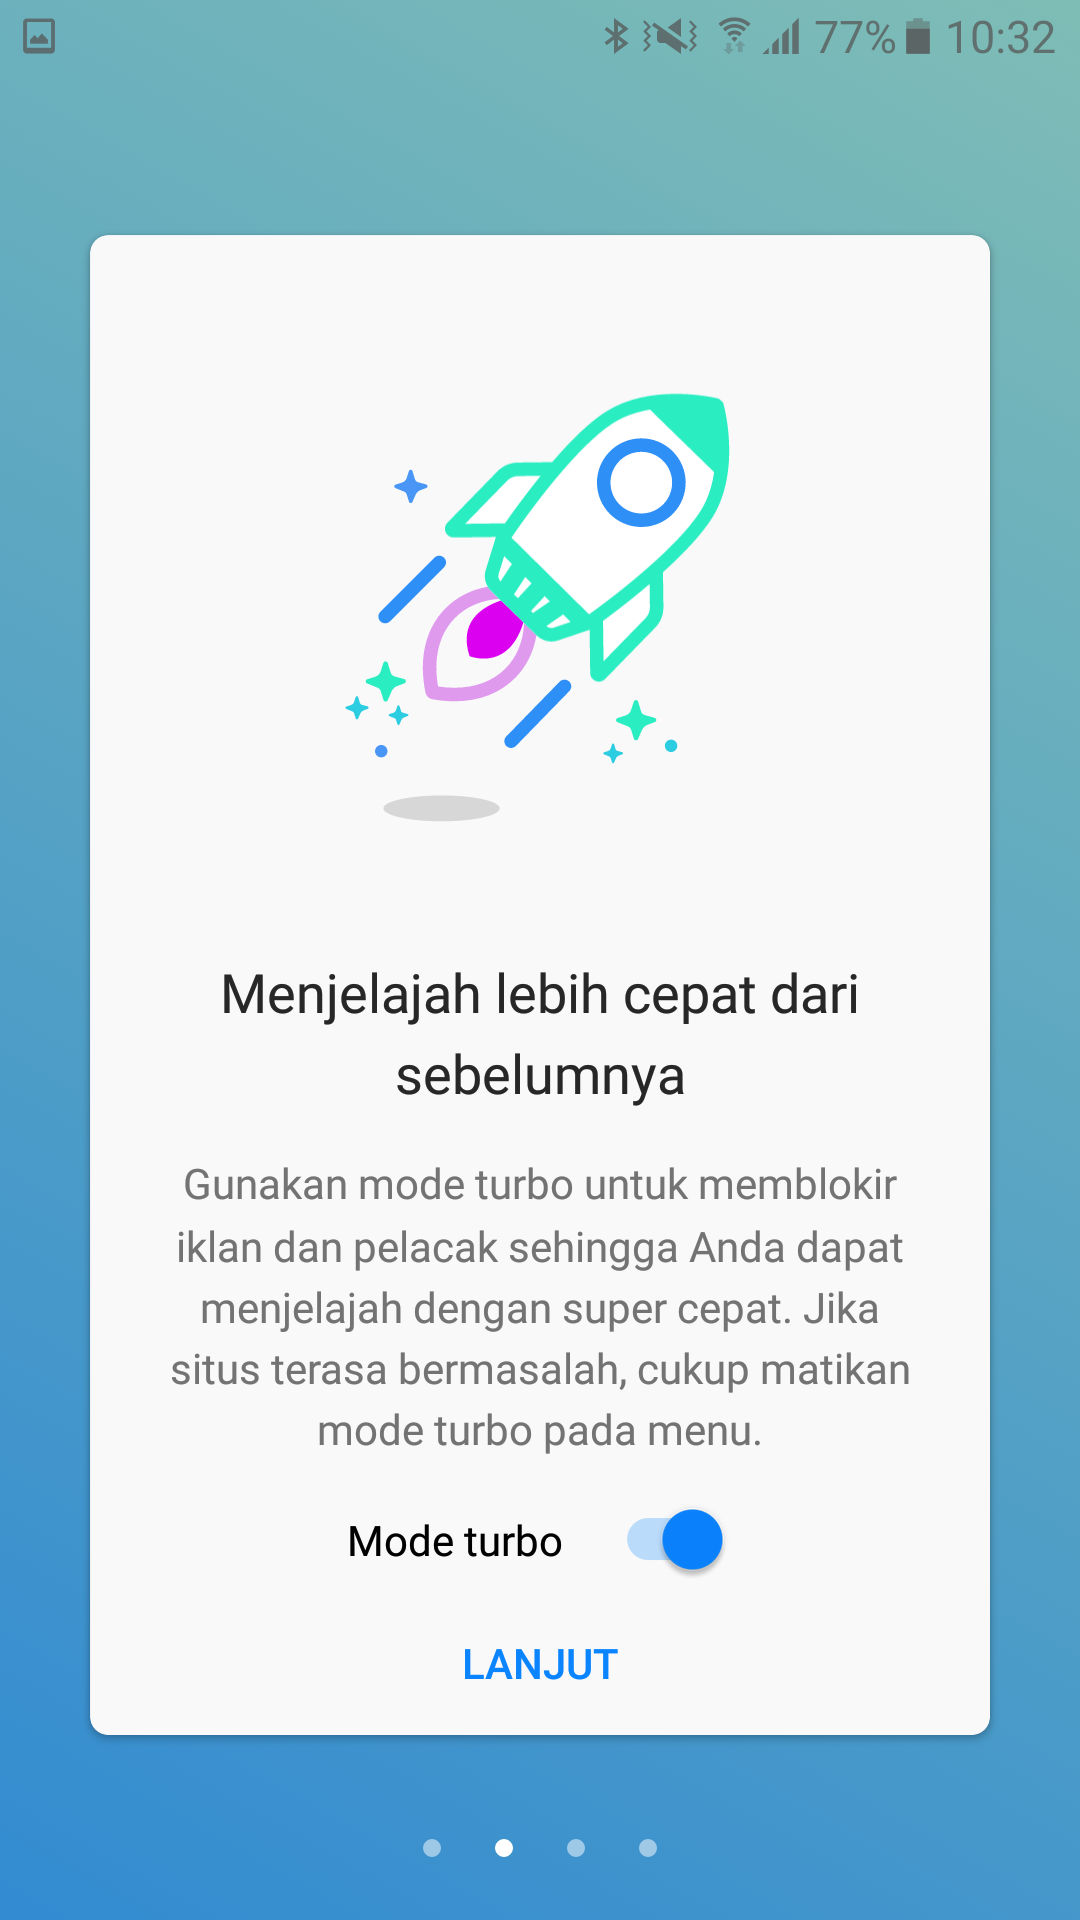 77% 10:32
Menjelajah lebih cepat dari
sebelumnya
Gunakan mode turbo untuk memblokir
iklan dan pelacak sehingga Anda dapat
menjelajah dengan super cepat. Jika
situs terasa bermasalah, cukup matikan
mode turbo pada menu.
Mode turbo
LANJUT